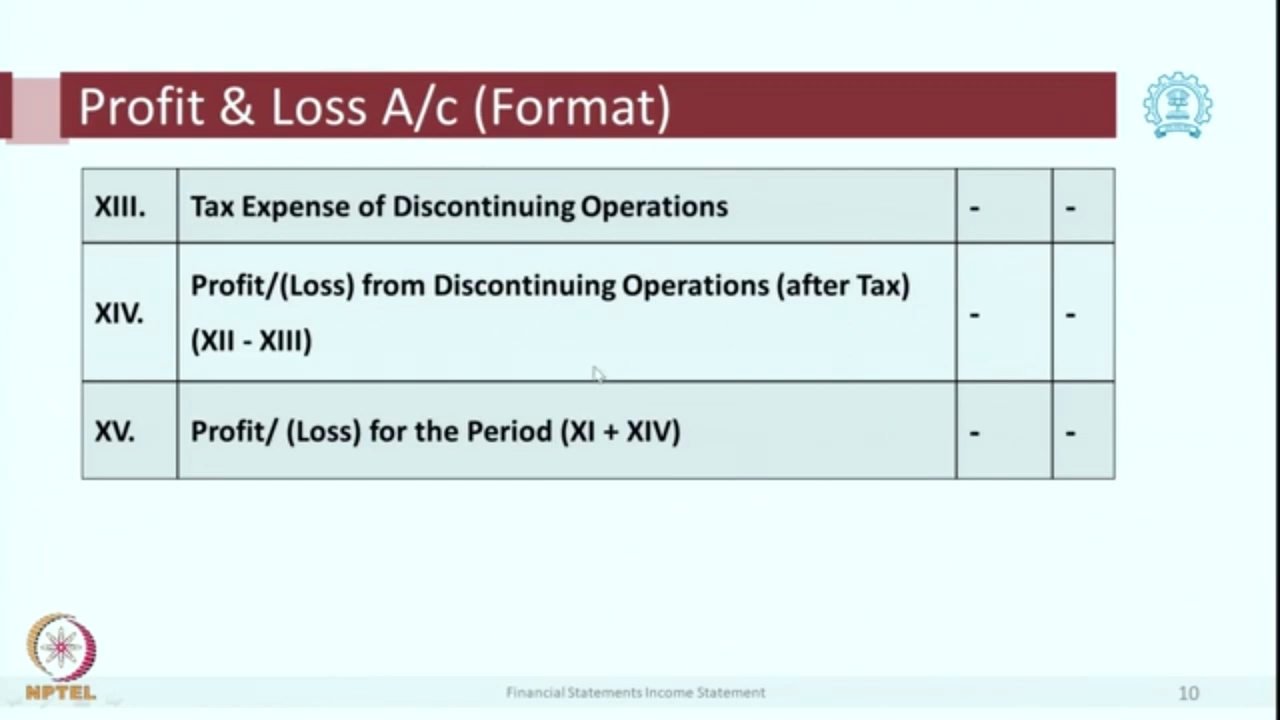 Profit & Loss A/c (Format)
XIII. Tax Expense of Discontinuing Operations - -
XIV. Profit/(Loss) from Discontinuing Operations (after Tax) - -
(XII - XIII)
XV. Profit/ (Loss) for the Period (XI + XIV) - -
NPTEL
Financial Statements Income Statement
10